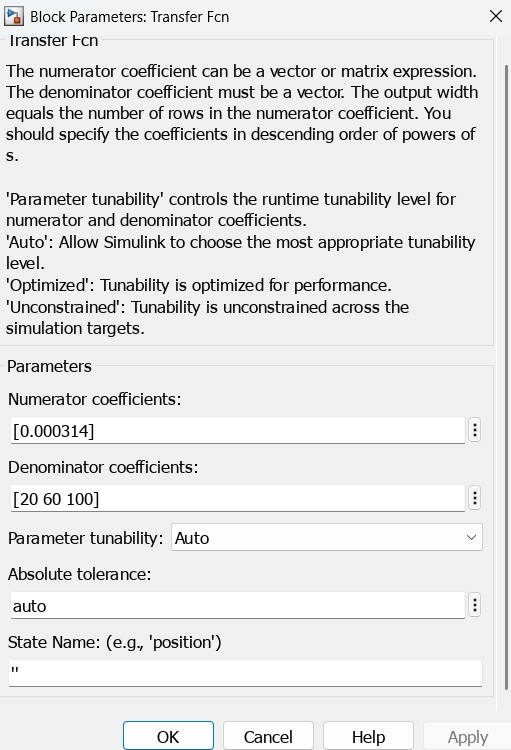 Block Parameters: Transfer Fcn
Transfer Fcn
The numerator coefficient can be a vector or matrix expression.
The denominator coefficient must be a vector. The output width
equals the number of rows in the numerator coefficient. You
should specify the coefficients in descending order of powers of
s.
'Parameter tunability' controls the runtime tunability level for
numerator and denominator coefficients.
'Auto': Allow Simulink to choose the most appropriate tunability
level.
'Optimized': Tunability is optimized for performance.
'Unconstrained': Tunability is unconstrained across the
simulation targets.
Parameters
Numerator coefficients:
[0.000314]
Denominator coefficients:
[20 60 100]
Parameter tunability: Auto
Absolute tolerance:
auto
State Name: (e.g., 'position')
''
OK Cancel Help Apply